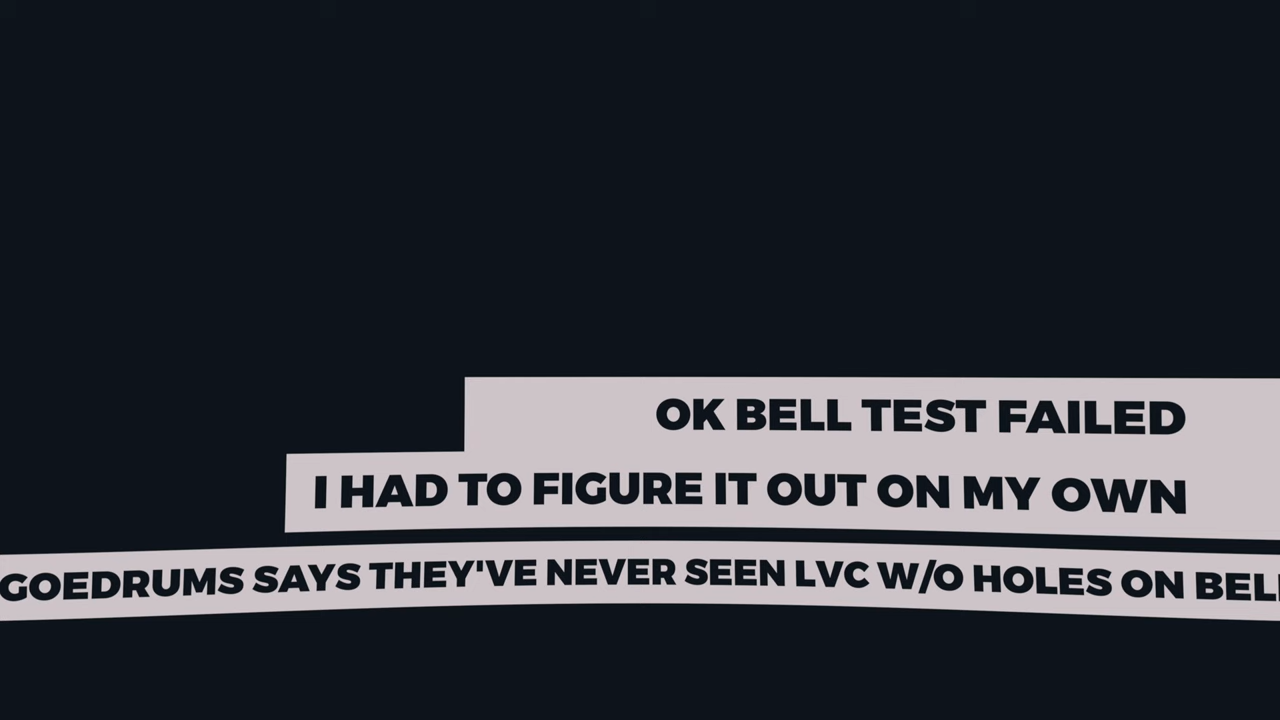 OK BELL TEST FAILED
I HAD TO FIGURE IT OUT ON MY OWN
GOEDRUMS SAYS THEY'VE NEVER SEEN LVC W/O HOLES ON BELL